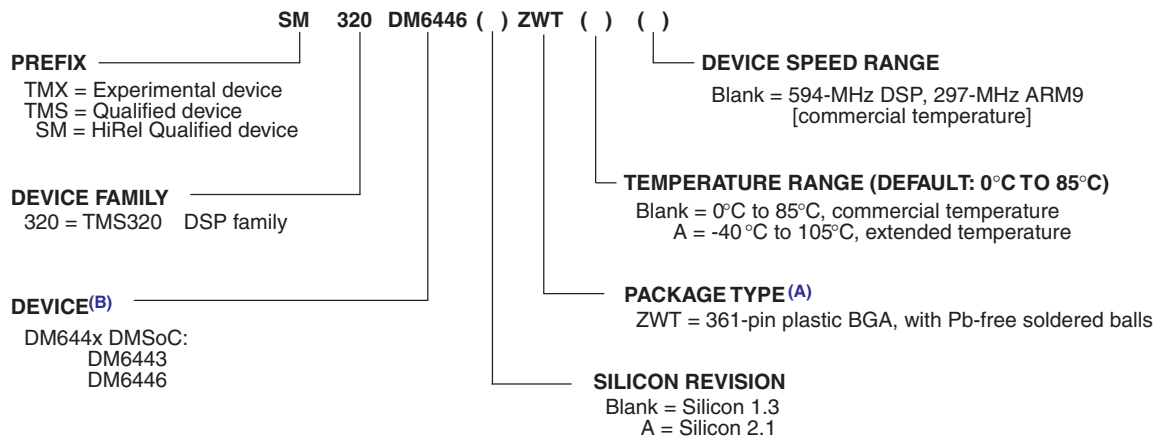 SM 320 DM6446 ( ) ZWT ( ) ( )
PREFIX
TMX = Experimental device
TMS = Qualified device
SM = HiRel Qualified device
DEVICE SPEED RANGE
Blank = 594-MHz DSP, 297-MHz ARM9
[commercial temperature]
DEVICE FAMILY
320 = TMS320 DSP family
TEMPERATURE RANGE (DEFAULT: 0°C TO 85°C)
Blank = 0°C to 85°C, commercial temperature
A = -40°C to 105°C, extended temperature
DEVICE(B)
DM644x DMSoC:
DM6443
DM6446
PACKAGE TYPE(A)
ZWT = 361-pin plastic BGA, with Pb-free soldered balls
SILICON REVISION
Blank = Silicon 1.3
A = Silicon 2.1